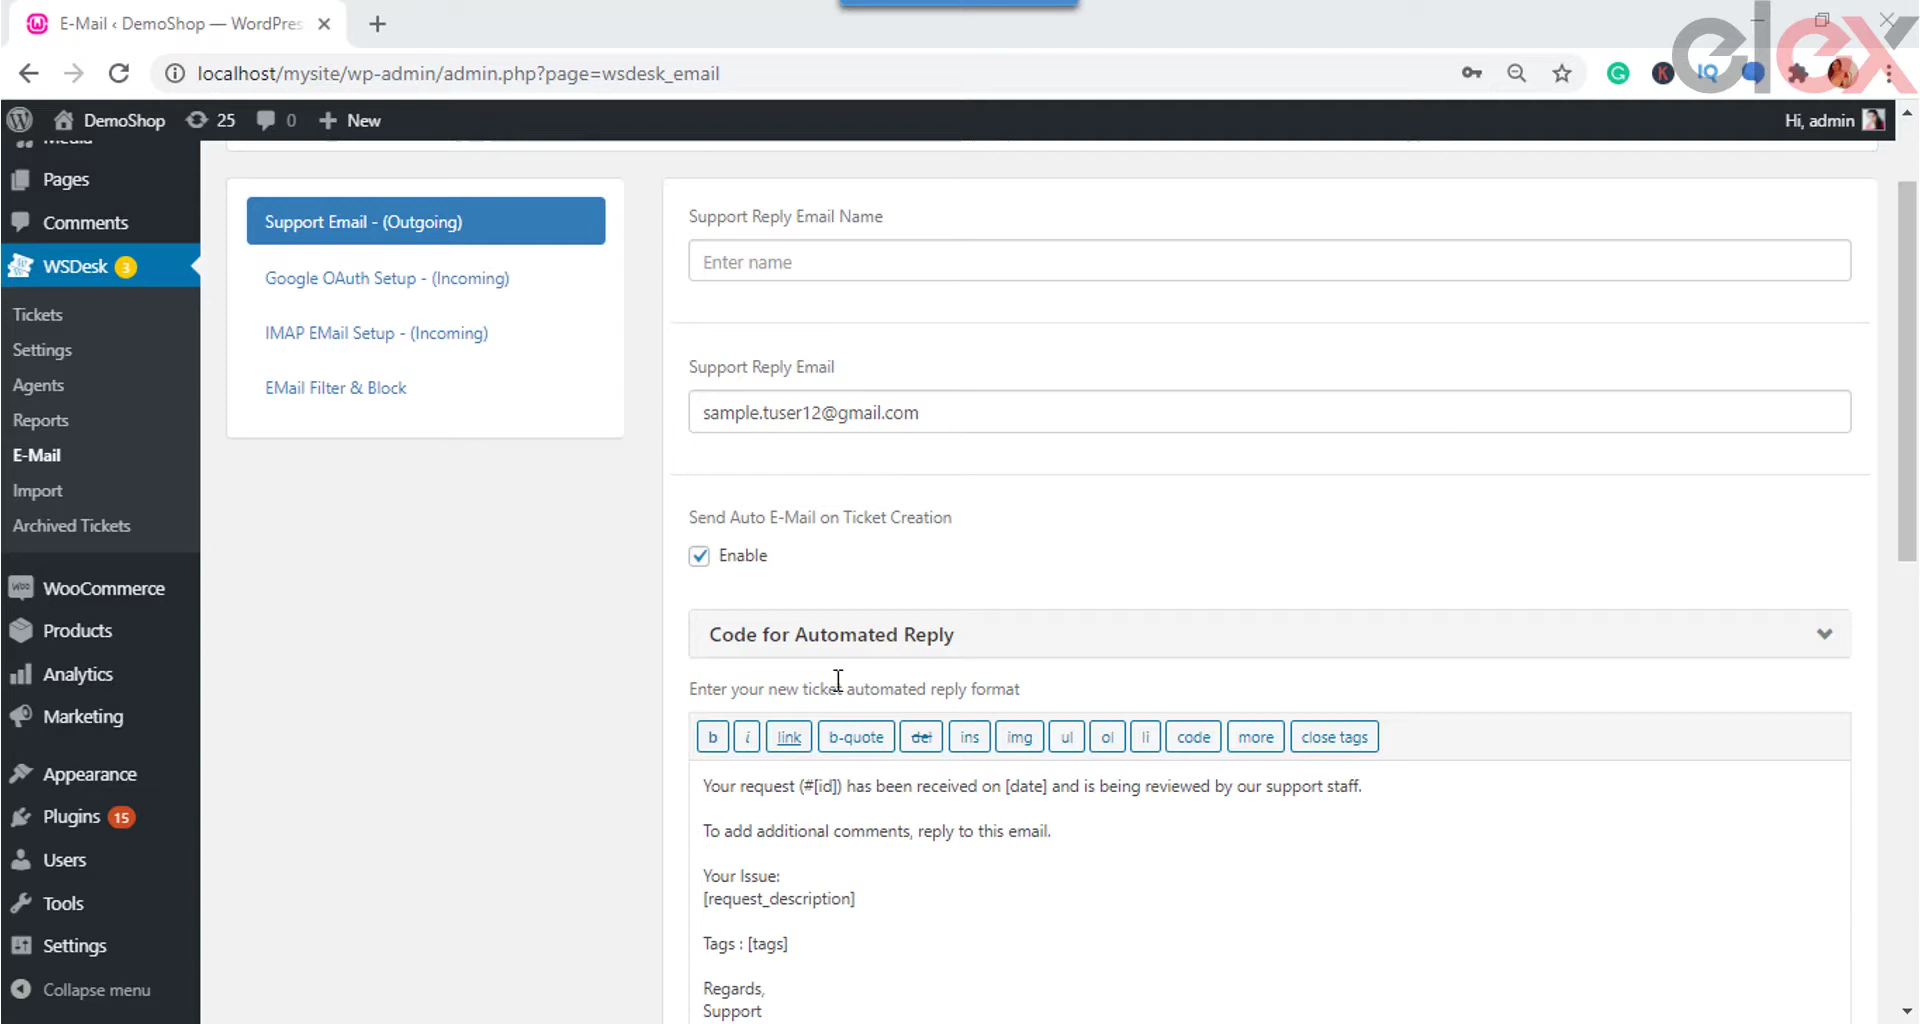 E-Mail ‹ DemoShop — WordPres
elex
localhost/mysite/wp-admin/admin.php?page=wsdesk_email
DemoShop 25 0 New Hi, admin
Media
Pages
Comments
WSDesk 3
Tickets
Settings
Agents
Reports
E-Mail
Import
Archived Tickets
WooCommerce
Products
Analytics
Marketing
Appearance
Plugins 15
Users
Tools
Settings
Collapse menu
Support Email - (Outgoing)
Google OAuth Setup - (Incoming)
IMAP EMail Setup - (Incoming)
EMail Filter & Block
Support Reply Email Name
Enter name
Support Reply Email
sample.tuser12@gmail.com
Send Auto E-Mail on Ticket Creation
Enable
Code for Automated Reply
Enter your new ticket automated reply format
b i link b-quote del ins img ul ol li code more close tags
Your request (#[id]) has been received on [date] and is being reviewed by our support staff.
To add additional comments, reply to this email.
Your Issue:
[request_description]
Tags : [tags]
Regards,
Support